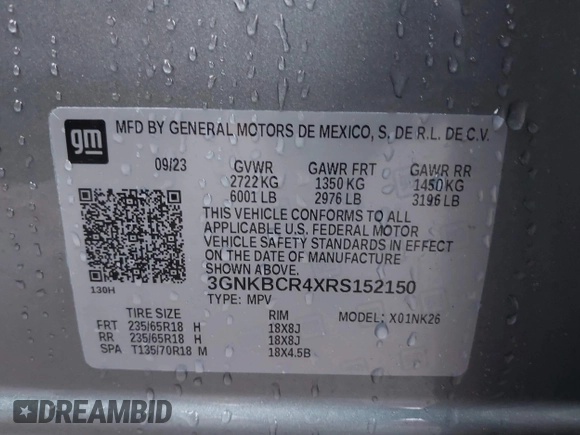 gm
MFD BY GENERAL MOTORS DE MEXICO, S. DE R.L. DE C.V.
09/23 GVWR GAWR FRT GAWR RR
2722 KG 1350 KG 1450 KG
6001 LB 2976 LB 3196 LB
THIS VEHICLE CONFORMS TO ALL
APPLICABLE U.S. FEDERAL MOTOR
VEHICLE SAFETY STANDARDS IN EFFECT
ON THE DATE OF MANUFACTURE
SHOWN ABOVE.
130H 3GNKBCR4XRS152150
TYPE: MPV
TIRE SIZE RIM MODEL: X01NK26
FRT 235/65R18 H 18X8J
RR 235/65R18 H 18X8J
SPA T135/70R18 M 18X4.5B
DREAMBID